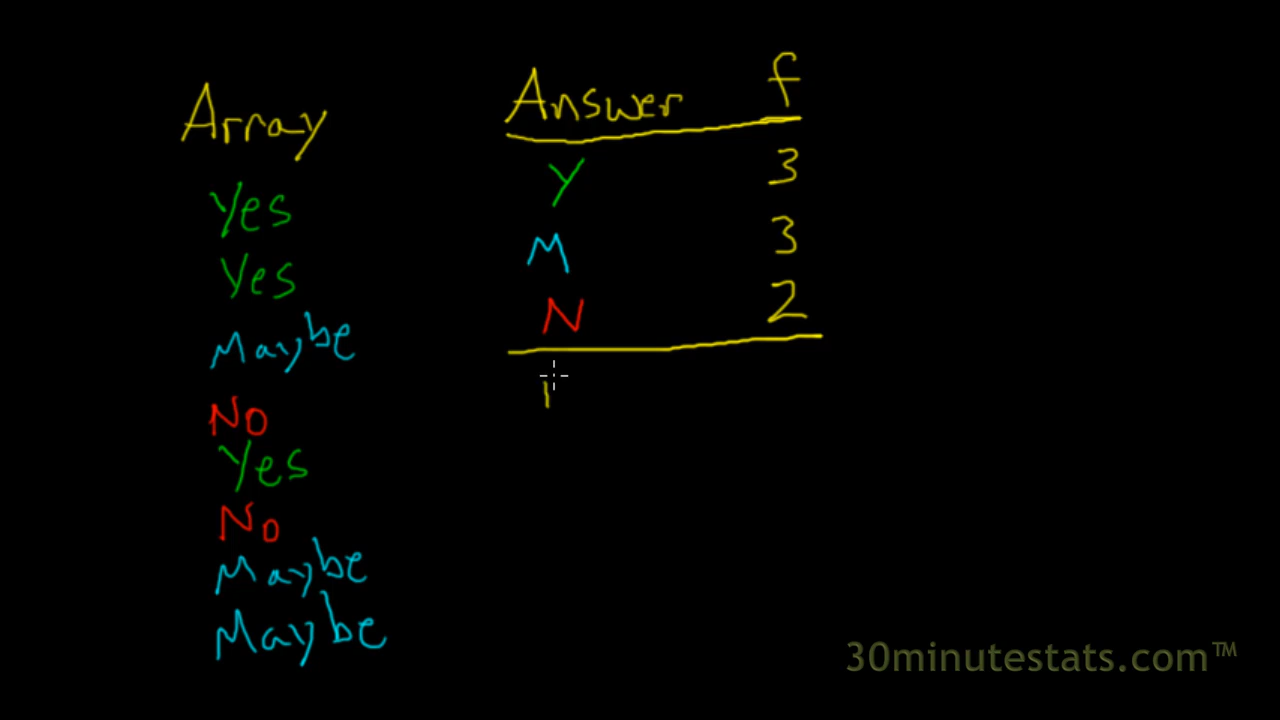 Array
Yes
Yes
Maybe
No
Yes
No
Maybe
Maybe
Answer f
Y 3
M 3
N 2
30minutestats.com™